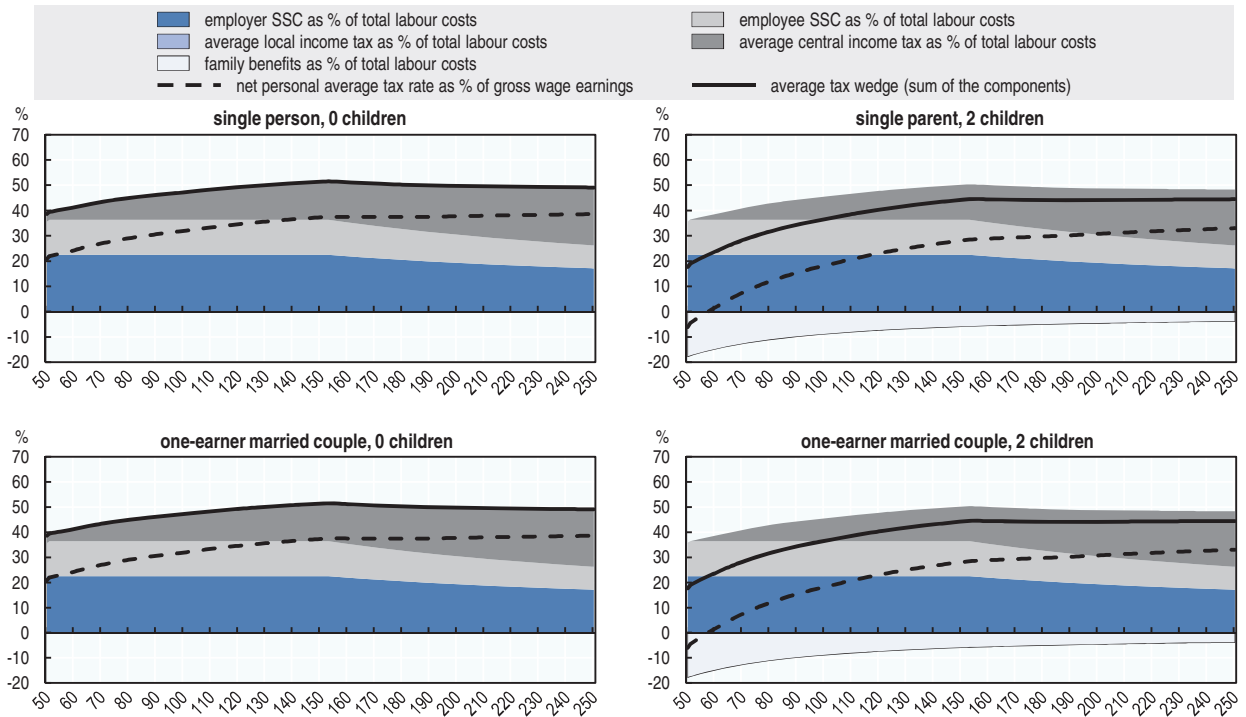 employer SSC as % of total labour costs
employee SSC as % of total labour costs
average local income tax as % of total labour costs
average central income tax as % of total labour costs
family benefits as % of total labour costs
net personal average tax rate as % of gross wage earnings
average tax wedge (sum of the components)
%
single person, 0 children
70
60
50
40
30
20
10
0
-10
-20
50 60 70 80 90 100 110 120 130 140 150 160 170 180 190 200 210 220 230 240 250
%
single parent, 2 children
70
60
50
40
30
20
10
0
-10
-20
50 60 70 80 90 100 110 120 130 140 150 160 170 180 190 200 210 220 230 240 250
%
one-earner married couple, 0 children
70
60
50
40
30
20
10
0
-10
-20
50 60 70 80 90 100 110 120 130 140 150 160 170 180 190 200 210 220 230 240 250
%
one-earner married couple, 2 children
70
60
50
40
30
20
10
0
-10
-20
50 60 70 80 90 100 110 120 130 140 150 160 170 180 190 200 210 220 230 240 250